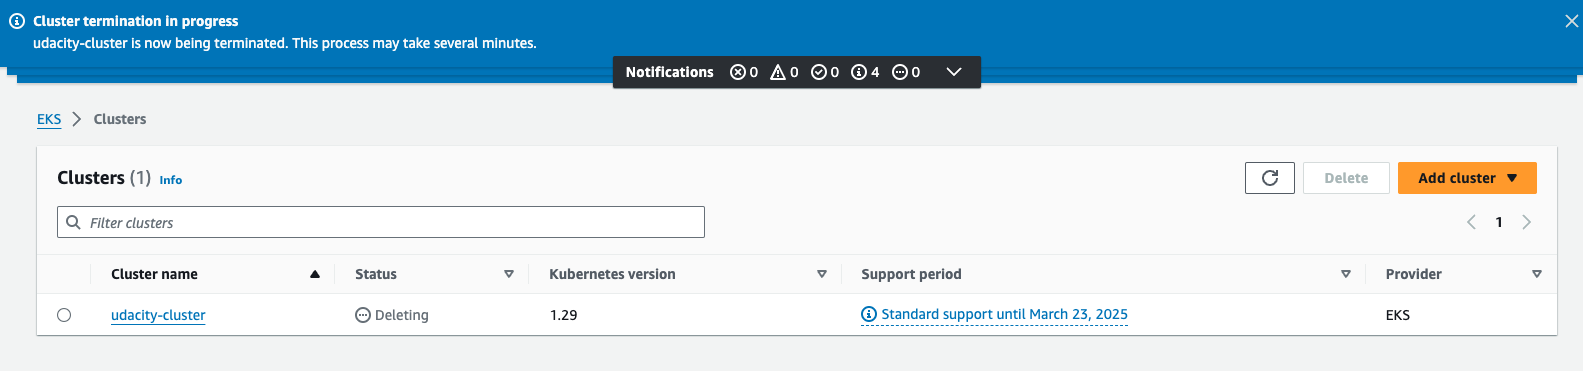 Cluster termination in progress
udacity-cluster is now being terminated. This process may take several minutes.
Notifications 0 0 0 4 0
EKS Clusters
Clusters (1) Info
Delete Add cluster
Filter clusters
1
Cluster name Status Kubernetes version Support period Provider
udacity-cluster Deleting 1.29 Standard support until March 23, 2025 EKS